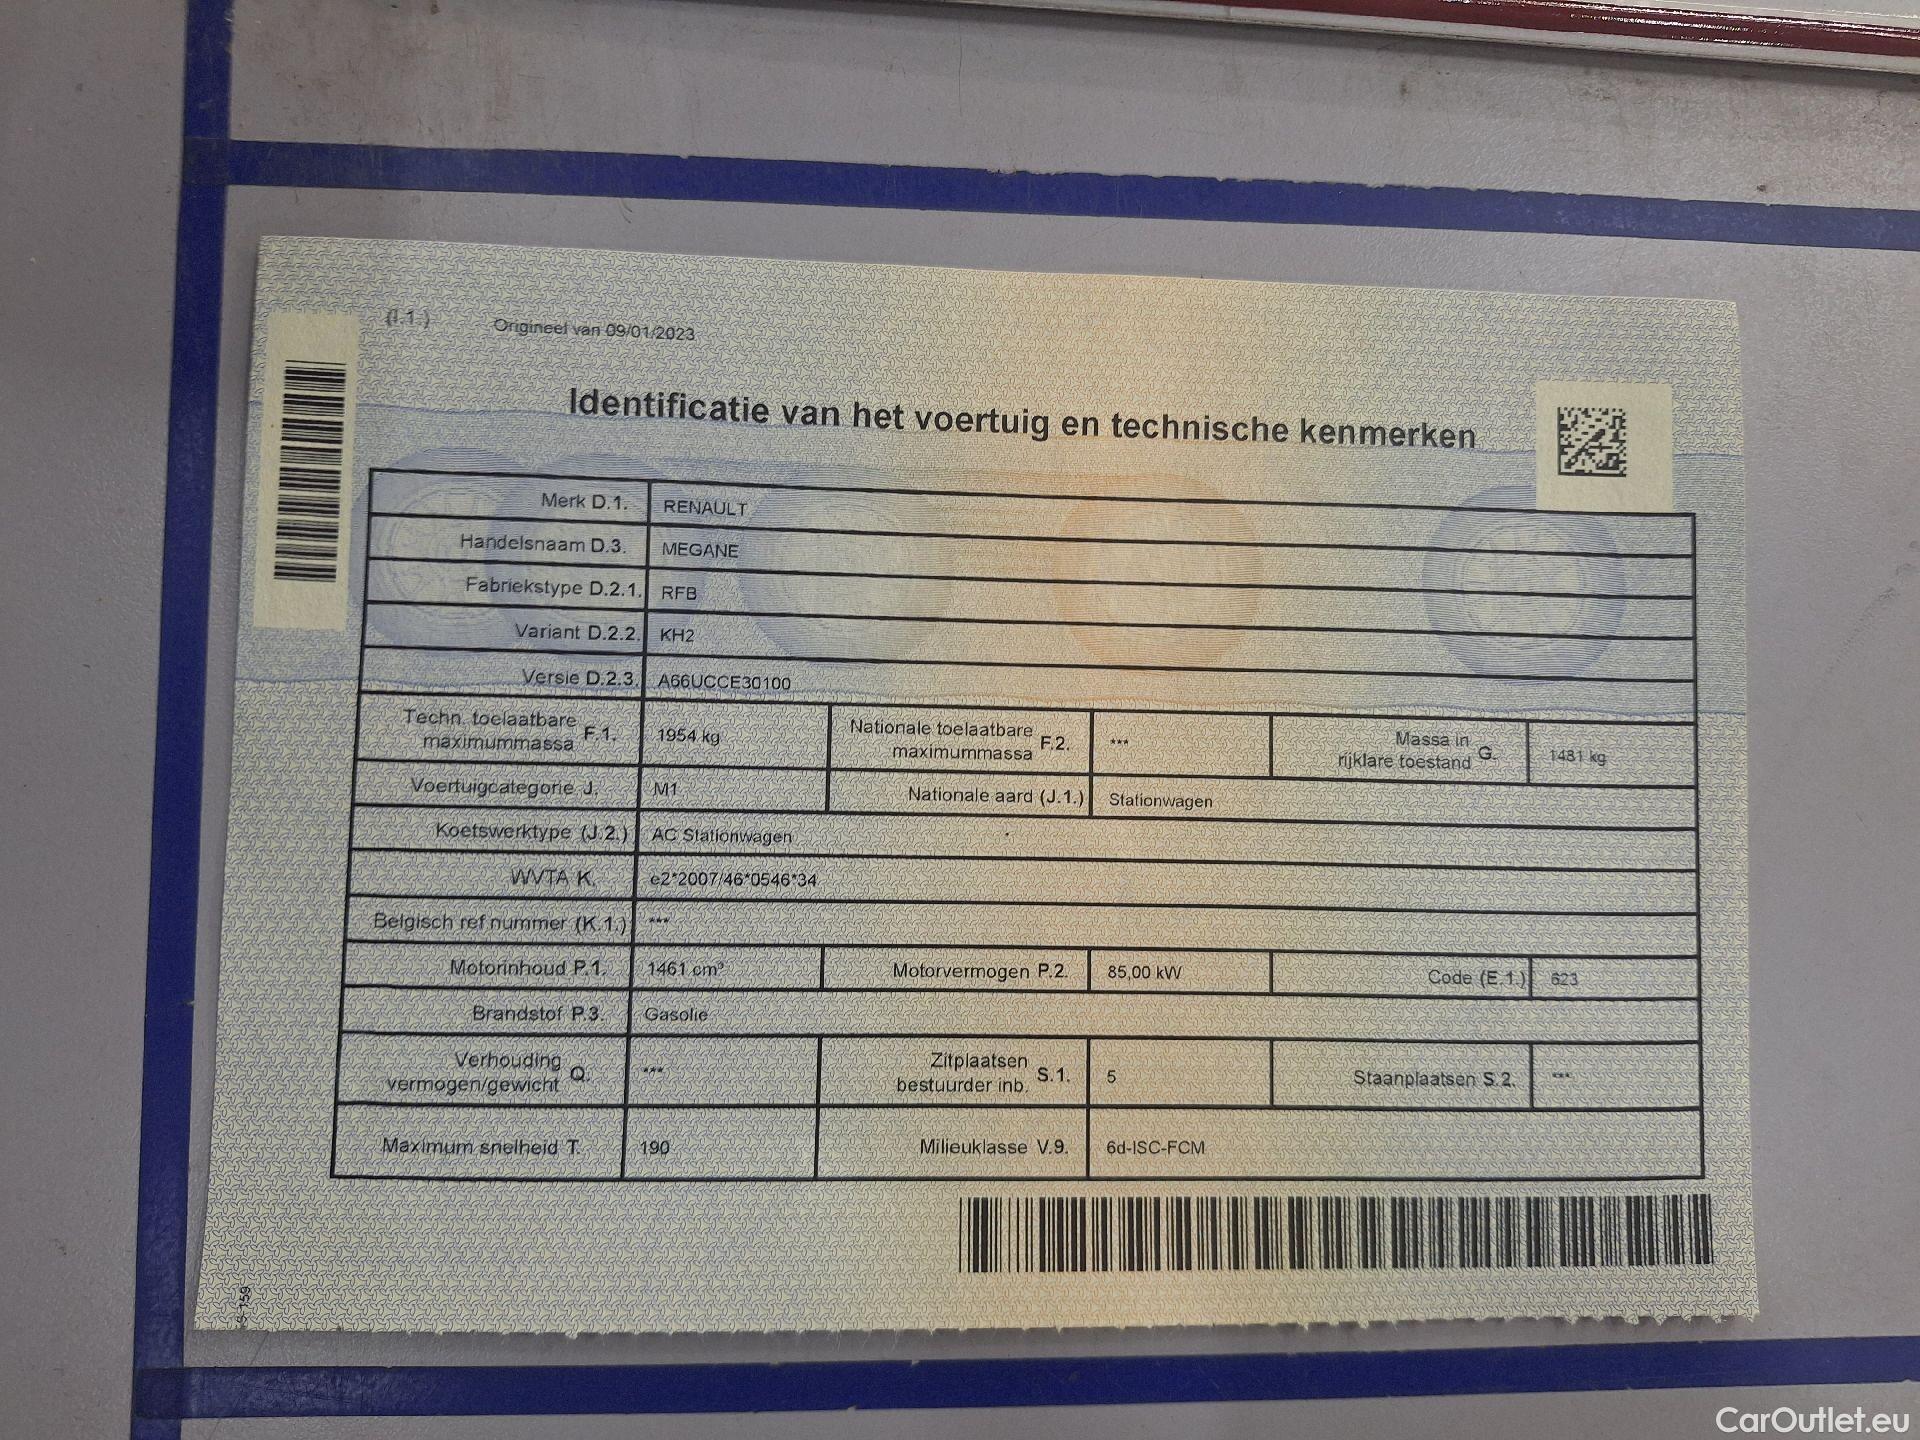 (I.1.) Origineel van 09/01/2023
Identificatie van het voertuig en technische kenmerken
Merk D.1. RENAULT
Handelsnaam D.3. MEGANE
Fabriekstype D.2.1. RFB
Variant D.2.2. KH2
Versie D.2.3. A66UCCE30100
Techn. toelaatbare maximummassa F.1. 1954 kg Nationale toelaatbare maximummassa F.2. *** Massa in rijklare toestand G. 1481 kg
Voertuigcategorie J. M1 Nationale aard (J.1.) Stationwagen
Koetswerktype (J.2.) AC Stationwagen
WVTA K. e2*2007/46*0546*34
Belgisch ref nummer (K.1.) ***
Motorinhoud P.1. 1461 cm³ Motorvermogen P.2. 85,00 kW Code (E.1.) 623
Brandstof P.3. Gasolie
Verhouding vermogen/gewicht Q. *** Zitplaatsen bestuurder inb. S.1. 5 Staanplaatsen S.2. ***
Maximum snelheid T. 190 Milieuklasse V.9. 6d-ISC-FCM
CarOutlet.eu